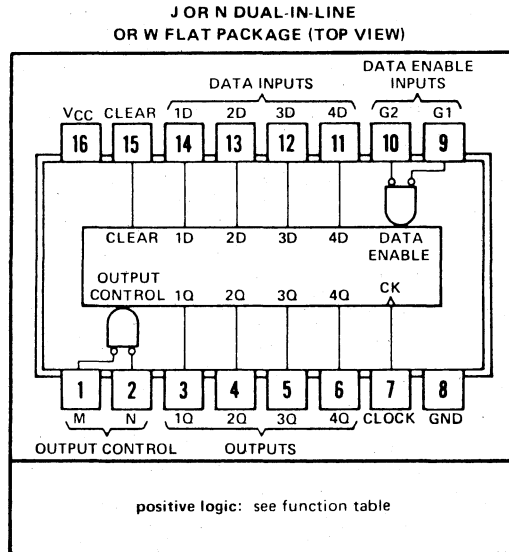 J OR N DUAL-IN-LINE
OR W FLAT PACKAGE (TOP VIEW)
DATA INPUTS
DATA ENABLE
INPUTS
VCC CLEAR 1D 2D 3D 4D G2 G1
16 15 14 13 12 11 10 9
CLEAR 1D 2D 3D 4D DATA
ENABLE
OUTPUT
CONTROL 1Q 2Q 3Q 4Q CK
1 2 3 4 5 6 7 8
M N 1Q 2Q 3Q 4Q CLOCK GND
OUTPUT CONTROL OUTPUTS
positive logic: see function table